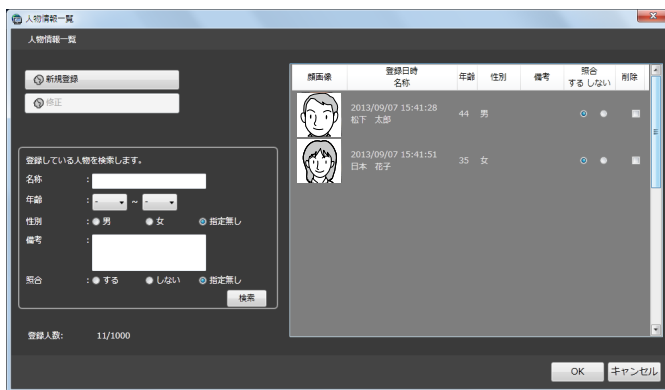 人物情報一覧
人物情報一覧
新規登録
修正
登録している人物を検索します。
名称 :
年齢 : - ~ -
性別 : 男 女 指定無し
備考 :
照合 : する しない 指定無し
検索
登録人数: 11/1000
顔画像 登録日時 名称 年齢 性別 備考 照合 する しない 削除
2013/09/07 15:41:28
松下 太郎 44 男
2013/09/07 15:41:51
日本 花子 35 女
OK キャンセル